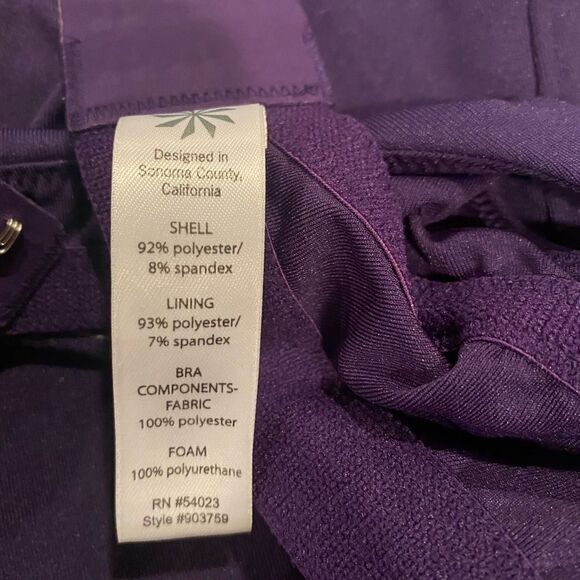 Designed in
Sonoma County,
California
SHELL
92% polyester/
8% spandex
LINING
93% polyester/
7% spandex
BRA
COMPONENTS-
FABRIC
100% polyester
FOAM
100% polyurethane
RN #54023
Style #903759